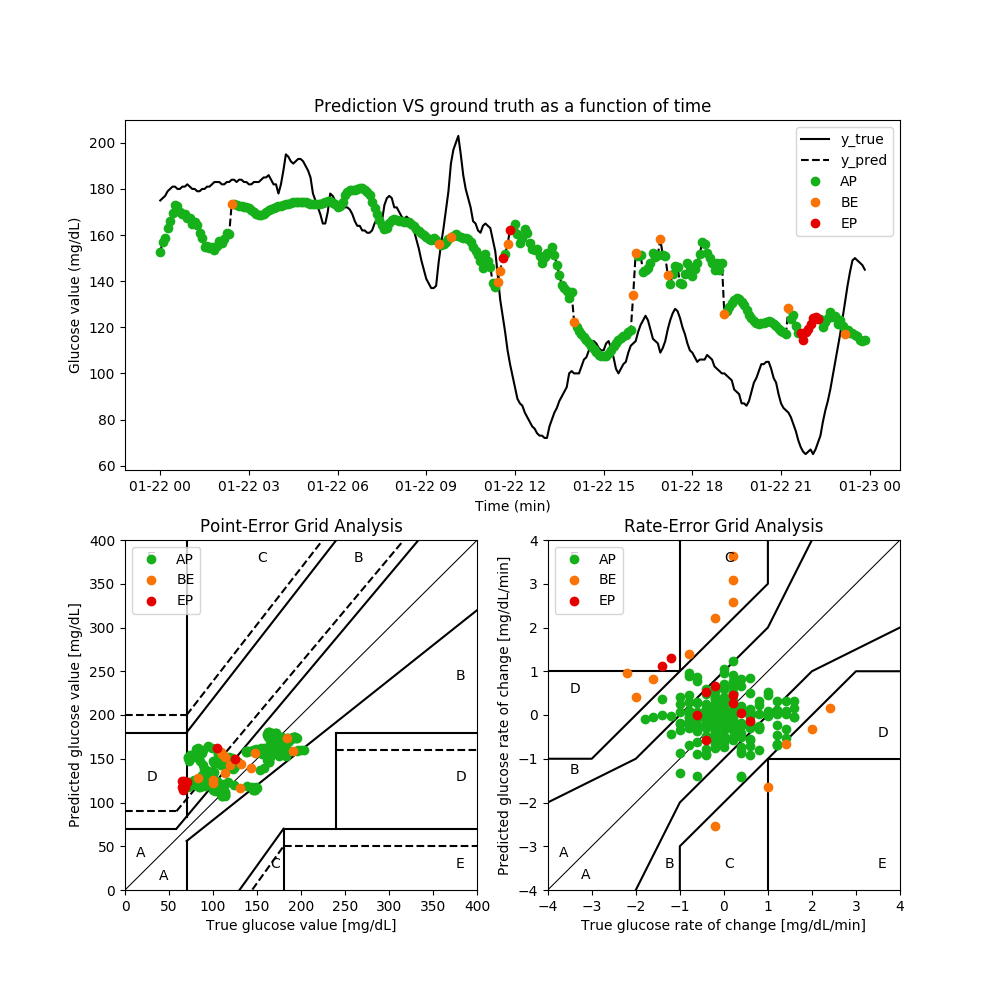 Prediction VS ground truth as a function of time
Glucose value (mg/dL)
200
180
160
140
120
100
80
60
y_true
y_pred
AP
BE
EP
01-22 00 01-22 03 01-22 06 01-22 09 01-22 12 01-22 15 01-22 18 01-22 21 01-23 00
Time (min)
Point-Error Grid Analysis
Predicted glucose value [mg/dL]
400
350
300
250
200
150
100
50
0
AP
BE
EP
C B
B
D D
A
A C E
0 50 100 150 200 250 300 350 400
True glucose value [mg/dL]
Rate-Error Grid Analysis
Predicted glucose rate of change [mg/dL/min]
4
3
2
1
0
−1
−2
−3
−4
AP
BE
EP
C
D
D
B
A
A B C E
−4 −3 −2 −1 0 1 2 3 4
True glucose rate of change [mg/dL/min]